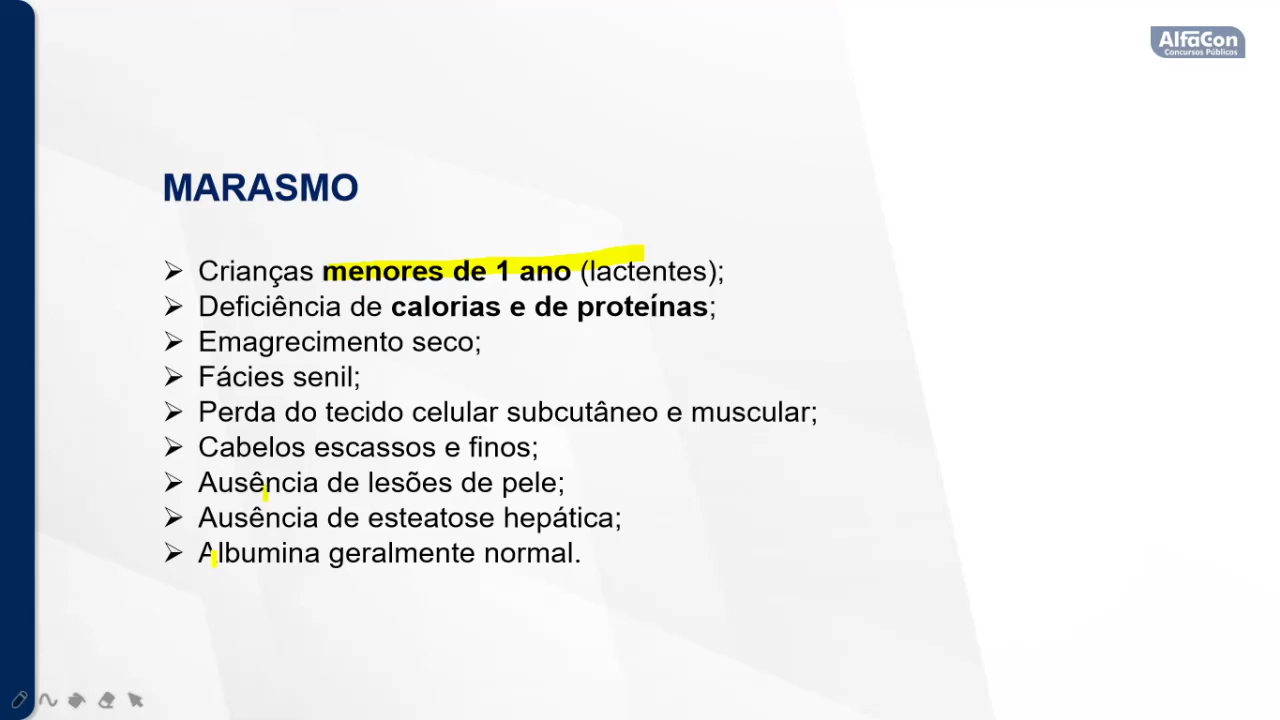 AlfaCon
Concursos Públicos
MARASMO
➢ Crianças menores de 1 ano (lactentes);
➢ Deficiência de calorias e de proteínas;
➢ Emagrecimento seco;
➢ Fácies senil;
➢ Perda do tecido celular subcutâneo e muscular;
➢ Cabelos escassos e finos;
➢ Ausência de lesões de pele;
➢ Ausência de esteatose hepática;
➢ Albumina geralmente normal.